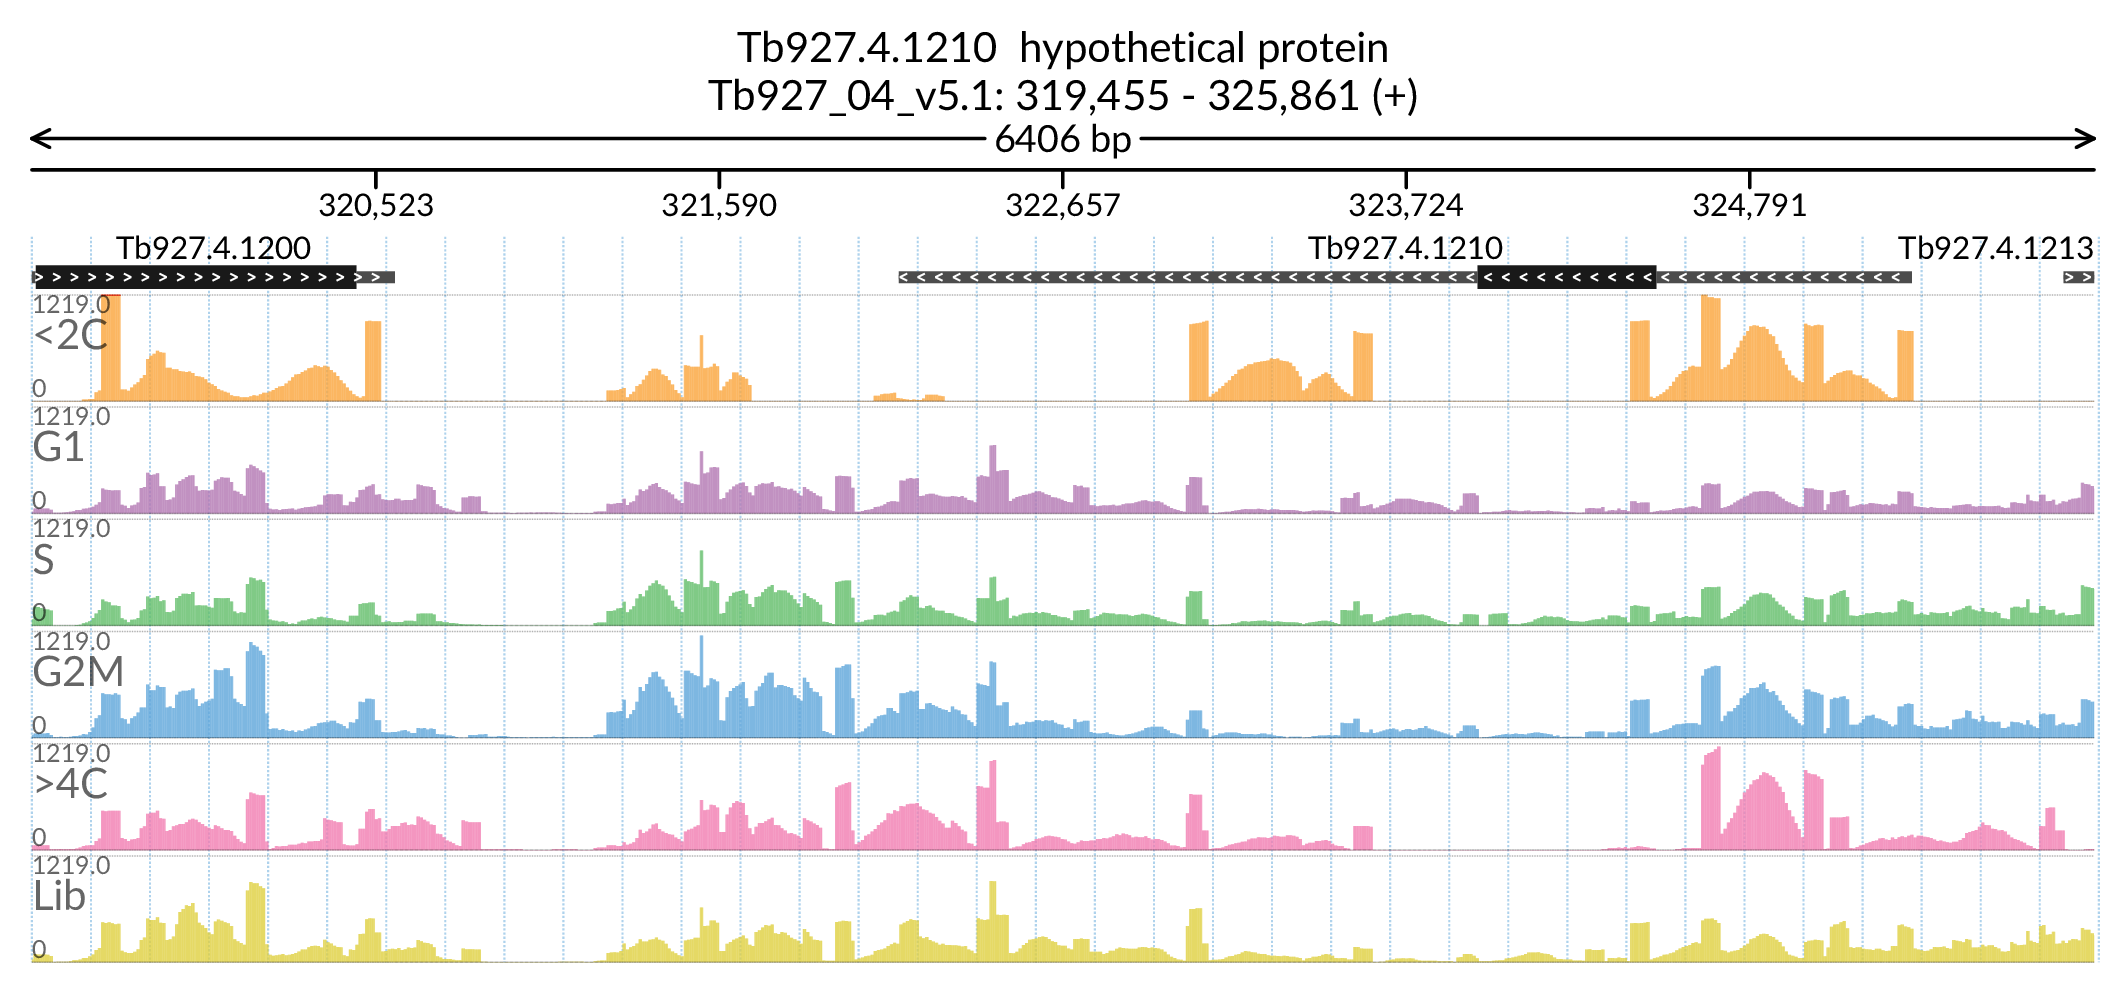 Tb927.4.1210  hypothetical protein
Tb927_04_v5.1: 319,455 - 325,861 (+)
6406 bp
320,523 321,590 322,657 323,724 324,791
Tb927.4.1200 Tb927.4.1210 Tb927.4.1213
1219.0
<2C
0
1219.0
G1
0
1219.0
S
0
1219.0
G2M
0
1219.0
>4C
0
1219.0
Lib
0